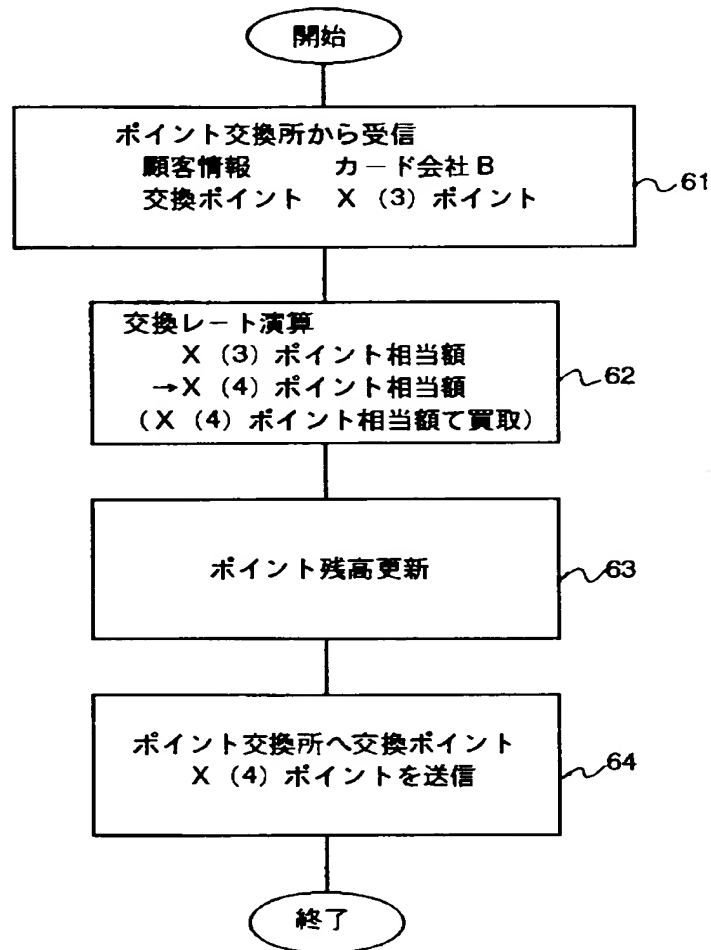 開始
ポイント交換所から受信
顧客情報 カード会社B
交換ポイント X (3) ポイント
61
交換レート演算
X (3) ポイント相当額
→X (4) ポイント相当額
(X (4) ポイント相当額て買取)
62
ポイント残高更新
63
ポイント交換所へ交換ポイント
X (4) ポイントを送信
64
終了